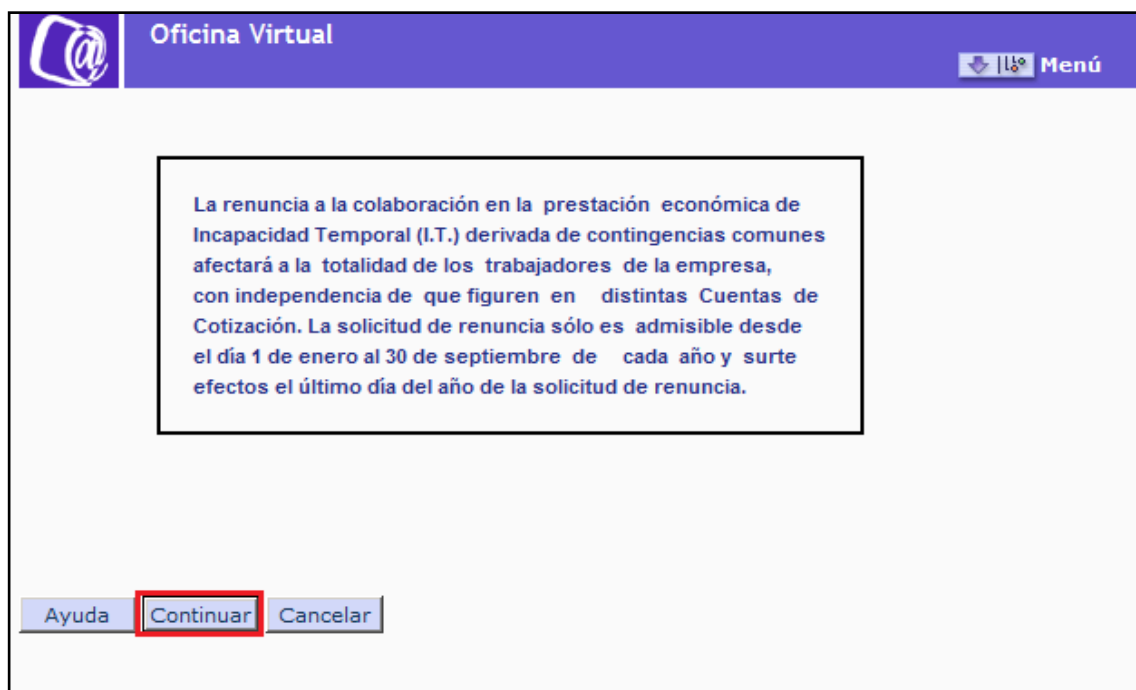 Oficina Virtual
Menú
La renuncia a la colaboración en la prestación económica de
Incapacidad Temporal (I.T.) derivada de contingencias comunes
afectará a la totalidad de los trabajadores de la empresa,
con independencia de que figuren en distintas Cuentas de
Cotización. La solicitud de renuncia sólo es admisible desde
el día 1 de enero al 30 de septiembre de cada año y surte
efectos el último día del año de la solicitud de renuncia.
Ayuda Continuar Cancelar